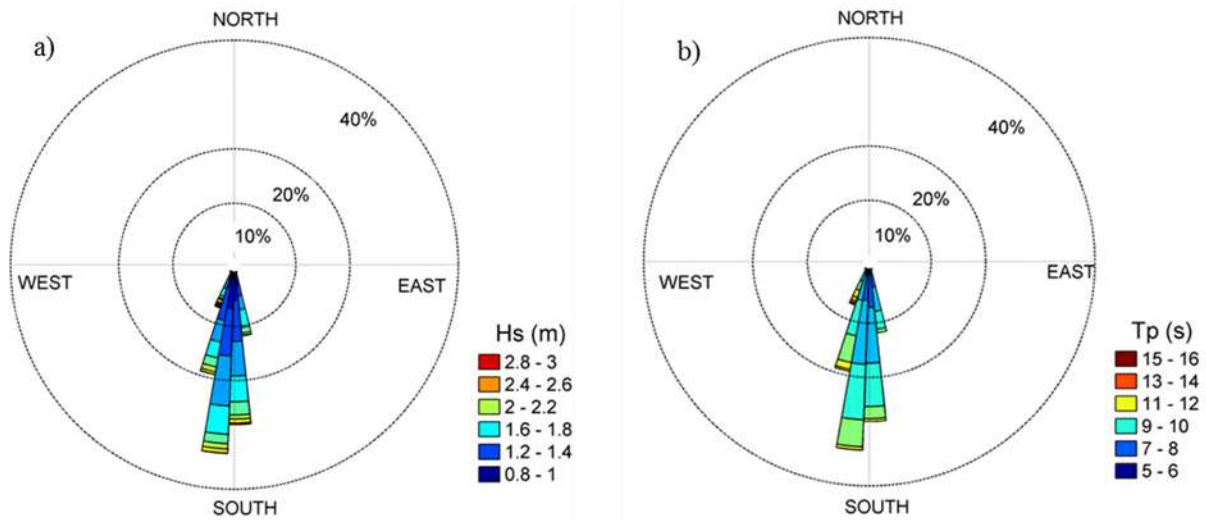 a)
NORTH
40%
20%
10%
WEST
EAST
SOUTH
Hs (m)
2.8 - 3
2.4 - 2.6
2 - 2.2
1.6 - 1.8
1.2 - 1.4
0.8 - 1
b)
NORTH
40%
20%
10%
WEST
EAST
SOUTH
Tp (s)
15 - 16
13 - 14
11 - 12
9 - 10
7 - 8
5 - 6